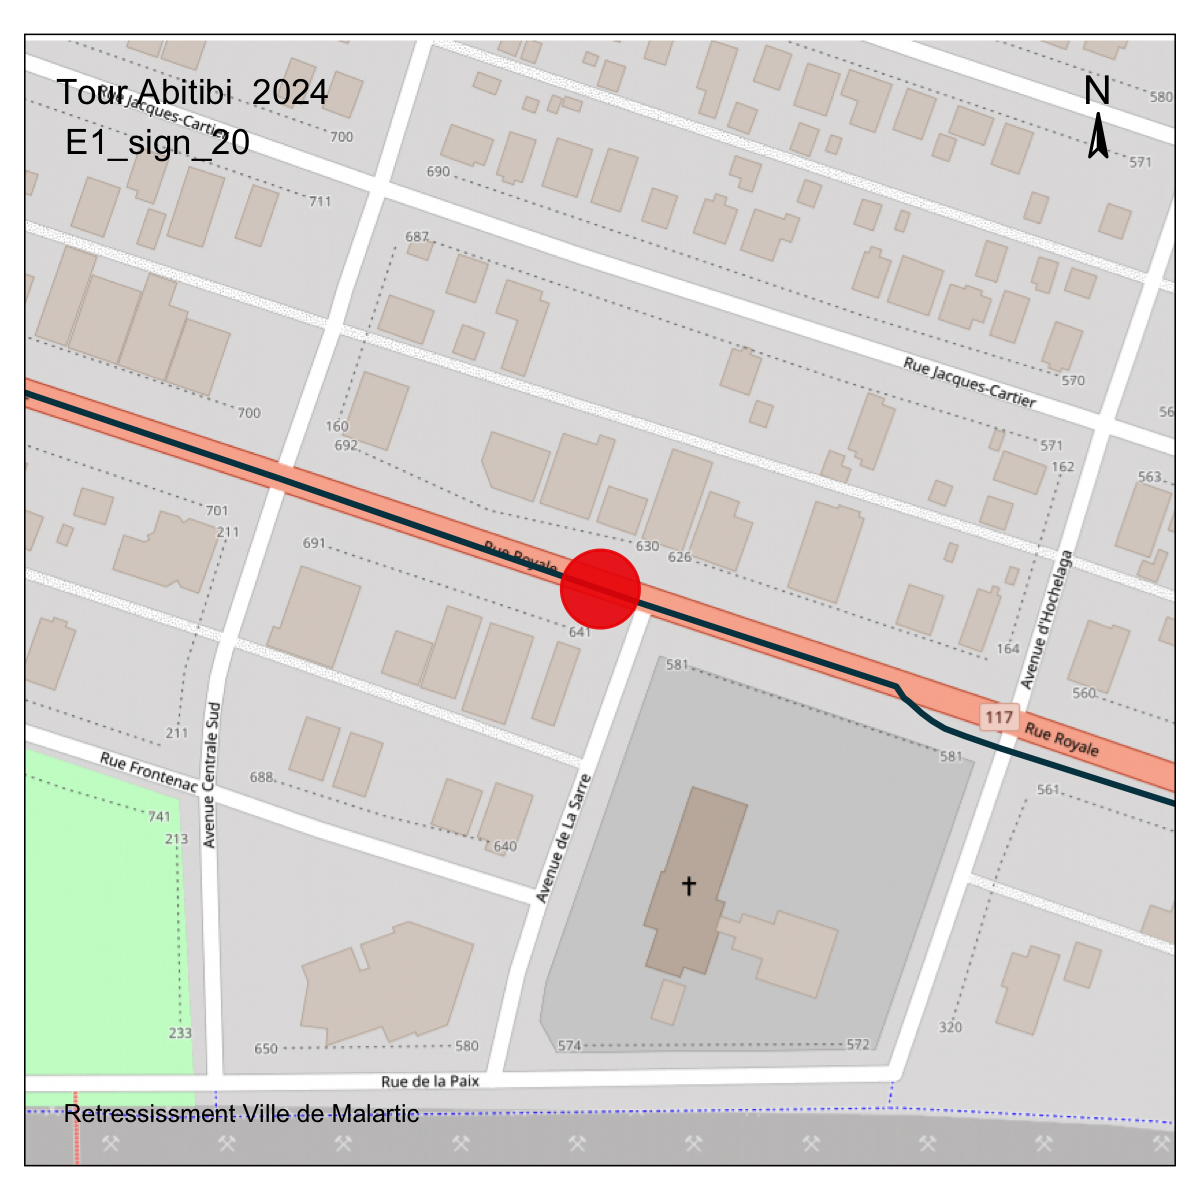 Tour Abitibi 2024
E1_sign_20
N
Rue Jacques-Cartier
580
700
571
690
711
687
Rue Jacques-Cartier
570
700
160
692
571
162
563
701
211
691
630
626
Rue Royale
641
581
164
Avenue d'Hochelaga
560
117
Rue Royale
211
581
Avenue Centrale Sud
Rue Frontenac
688
561
741
213
640
Avenue de La Sarre
233
650
580
574
572
320
Rue de la Paix
Retressissment Ville de Malartic